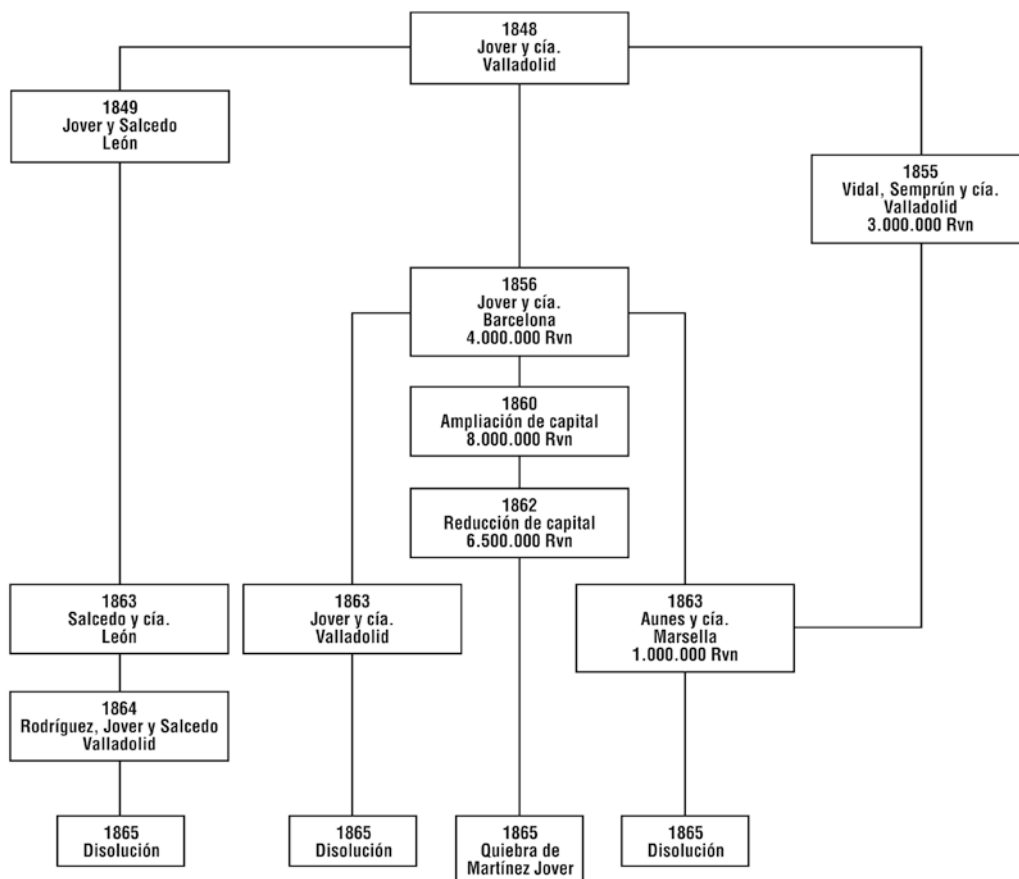 1848
Jover y cía.
Valladolid
1849
Jover y Salcedo
León
1855
Vidal, Semprún y cía.
Valladolid
3.000.000 Rvn
1856
Jover y cía.
Barcelona
4.000.000 Rvn
1860
Ampliación de capital
8.000.000 Rvn
1862
Reducción de capital
6.500.000 Rvn
1863
Salcedo y cía.
León
1863
Jover y cía.
Valladolid
1863
Aunes y cía.
Marsella
1.000.000 Rvn
1864
Rodríguez, Jover y Salcedo
Valladolid
1865
Disolución
1865
Disolución
1865
Quiebra de
Martínez Jover
1865
Disolución